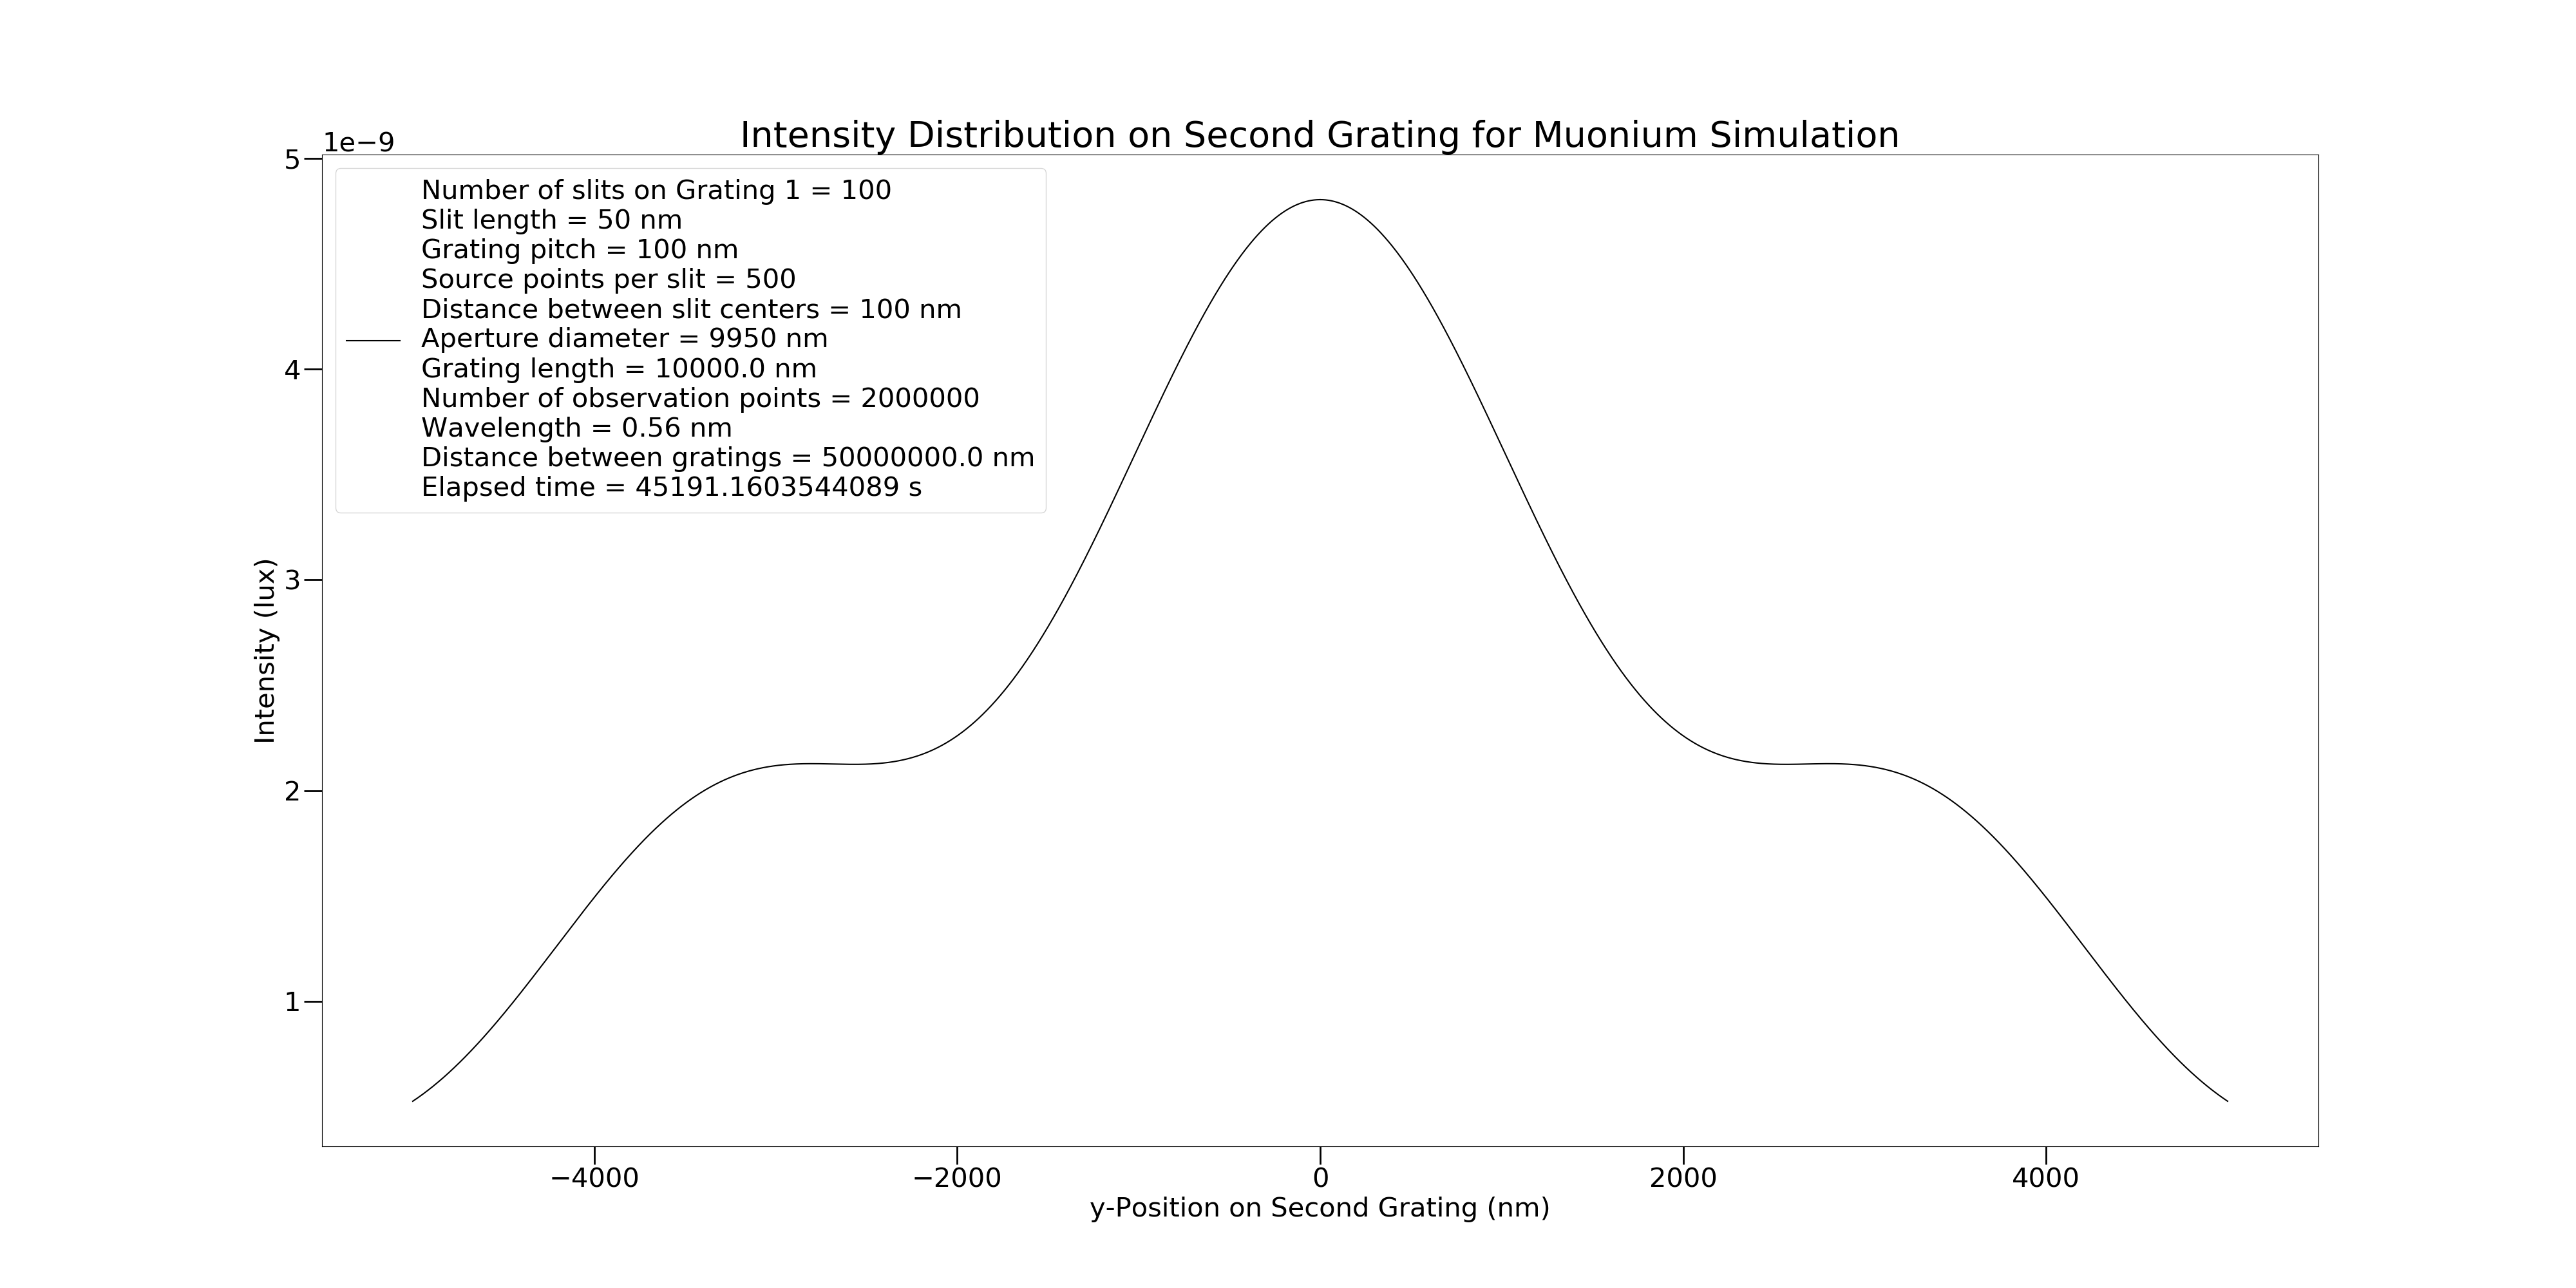 Intensity Distribution on Second Grating for Muonium Simulation
1e−9
5
4
3
2
1
Intensity (lux)
Number of slits on Grating 1 = 100
Slit length = 50 nm
Grating pitch = 100 nm
Source points per slit = 500
Distance between slit centers = 100 nm
Aperture diameter = 9950 nm
Grating length = 10000.0 nm
Number of observation points = 2000000
Wavelength = 0.56 nm
Distance between gratings = 50000000.0 nm
Elapsed time = 45191.1603544089 s
−4000 −2000 0 2000 4000
y-Position on Second Grating (nm)